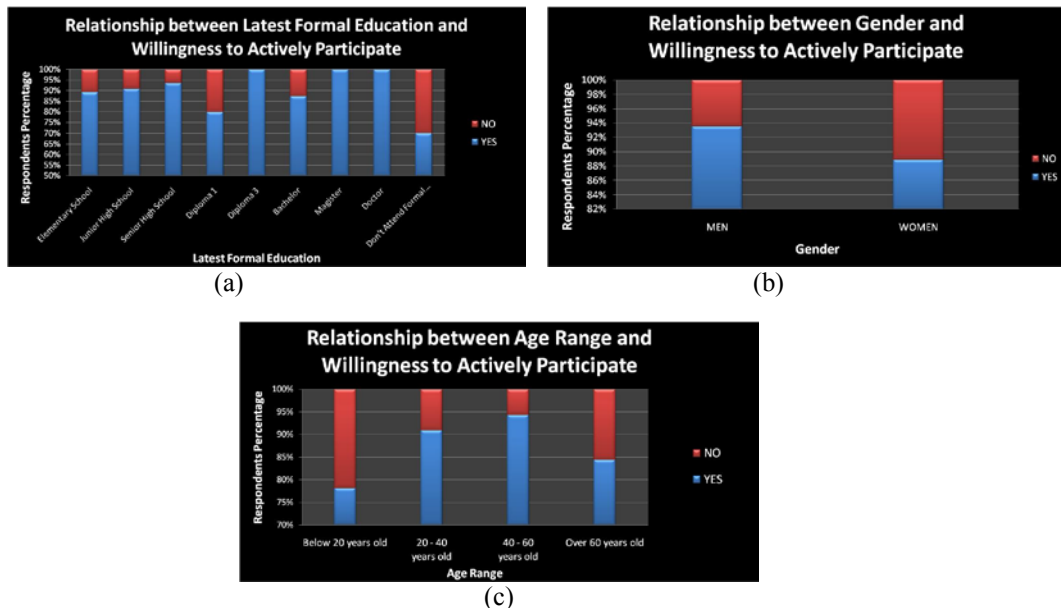 Relationship between Latest Formal Education and
Willingness to Actively Participate
Respondents Percentage
100%
95%
90%
85%
80%
75%
70%
65%
60%
55%
50%
NO
YES
Elementary School
Junior High School
Senior High School
Diploma 1
Diploma 3
Bachelor
Magister
Doctor
Don't Attend Formal...
Latest Formal Education
(a)
Relationship between Gender and
Willingness to Actively Participate
Respondents Percentage
100%
98%
96%
94%
92%
90%
88%
86%
84%
82%
NO
YES
MEN
WOMEN
Gender
(b)
Relationship between Age Range and
Willingness to Actively Participate
Respondents Percentage
100%
95%
90%
85%
80%
75%
70%
NO
YES
Below 20 years old
20 - 40
years old
40 - 60
years old
Over 60 years old
Age Range
(c)